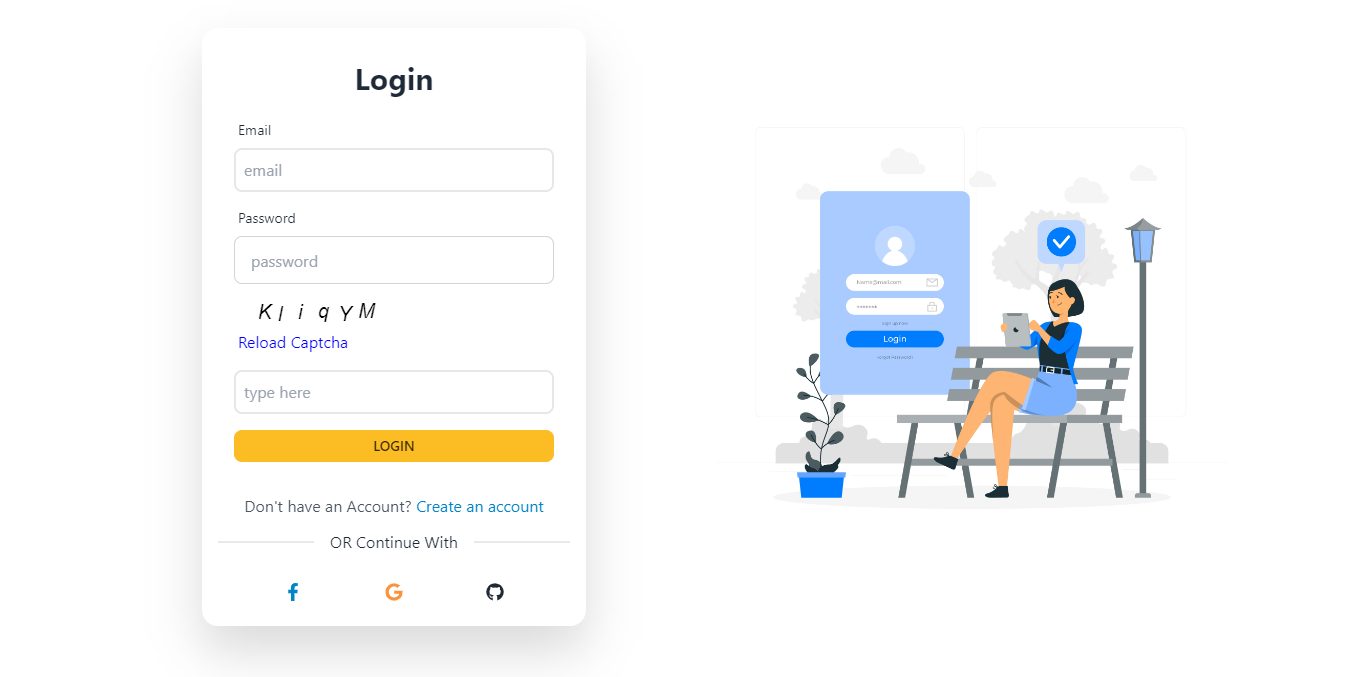 Login
Email
email
Password
password
K l i q Y M
Reload Captcha
type here
LOGIN
Don't have an Account? Create an account
OR Continue With
Login